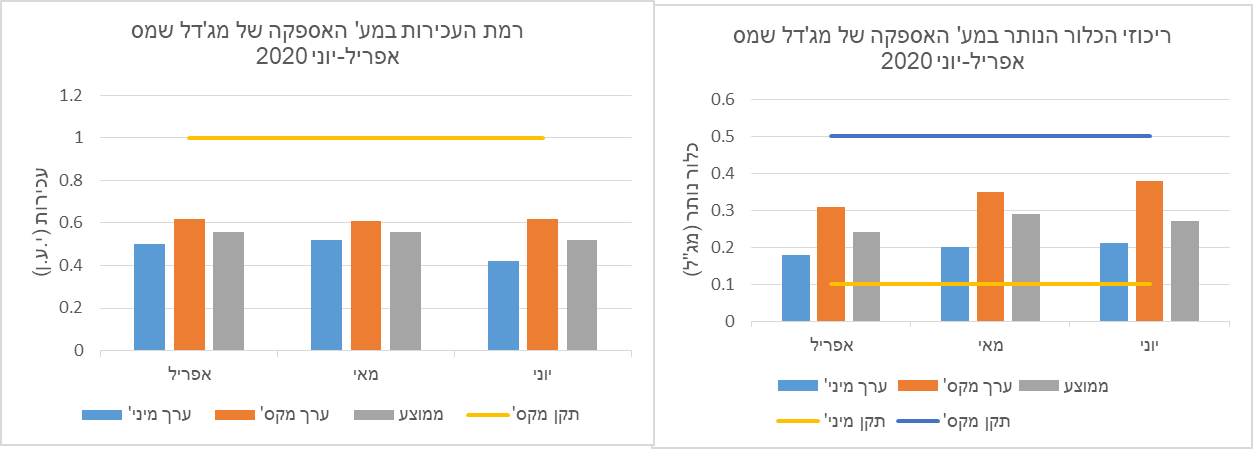 רמת העכירות במע' האספקה של מג'דל שמס
אפריל-יוני 2020
1.2
1
0.8
0.6
0.4
0.2
0
עכירות (י.ע.ן)
אפריל
מאי
יוני
ערך מיני'
ערך מקס'
ממוצע
תקן מקס'
ריכוזי הכלור הנותר במע' האספקה של מג'דל שמס
אפריל-יוני 2020
0.6
0.5
0.4
0.3
0.2
0.1
0
כלור נותר (מג"ל)
אפריל
מאי
יוני
ערך מיני'
ערך מקס'
ממוצע
תקן מיני'
תקן מקס'